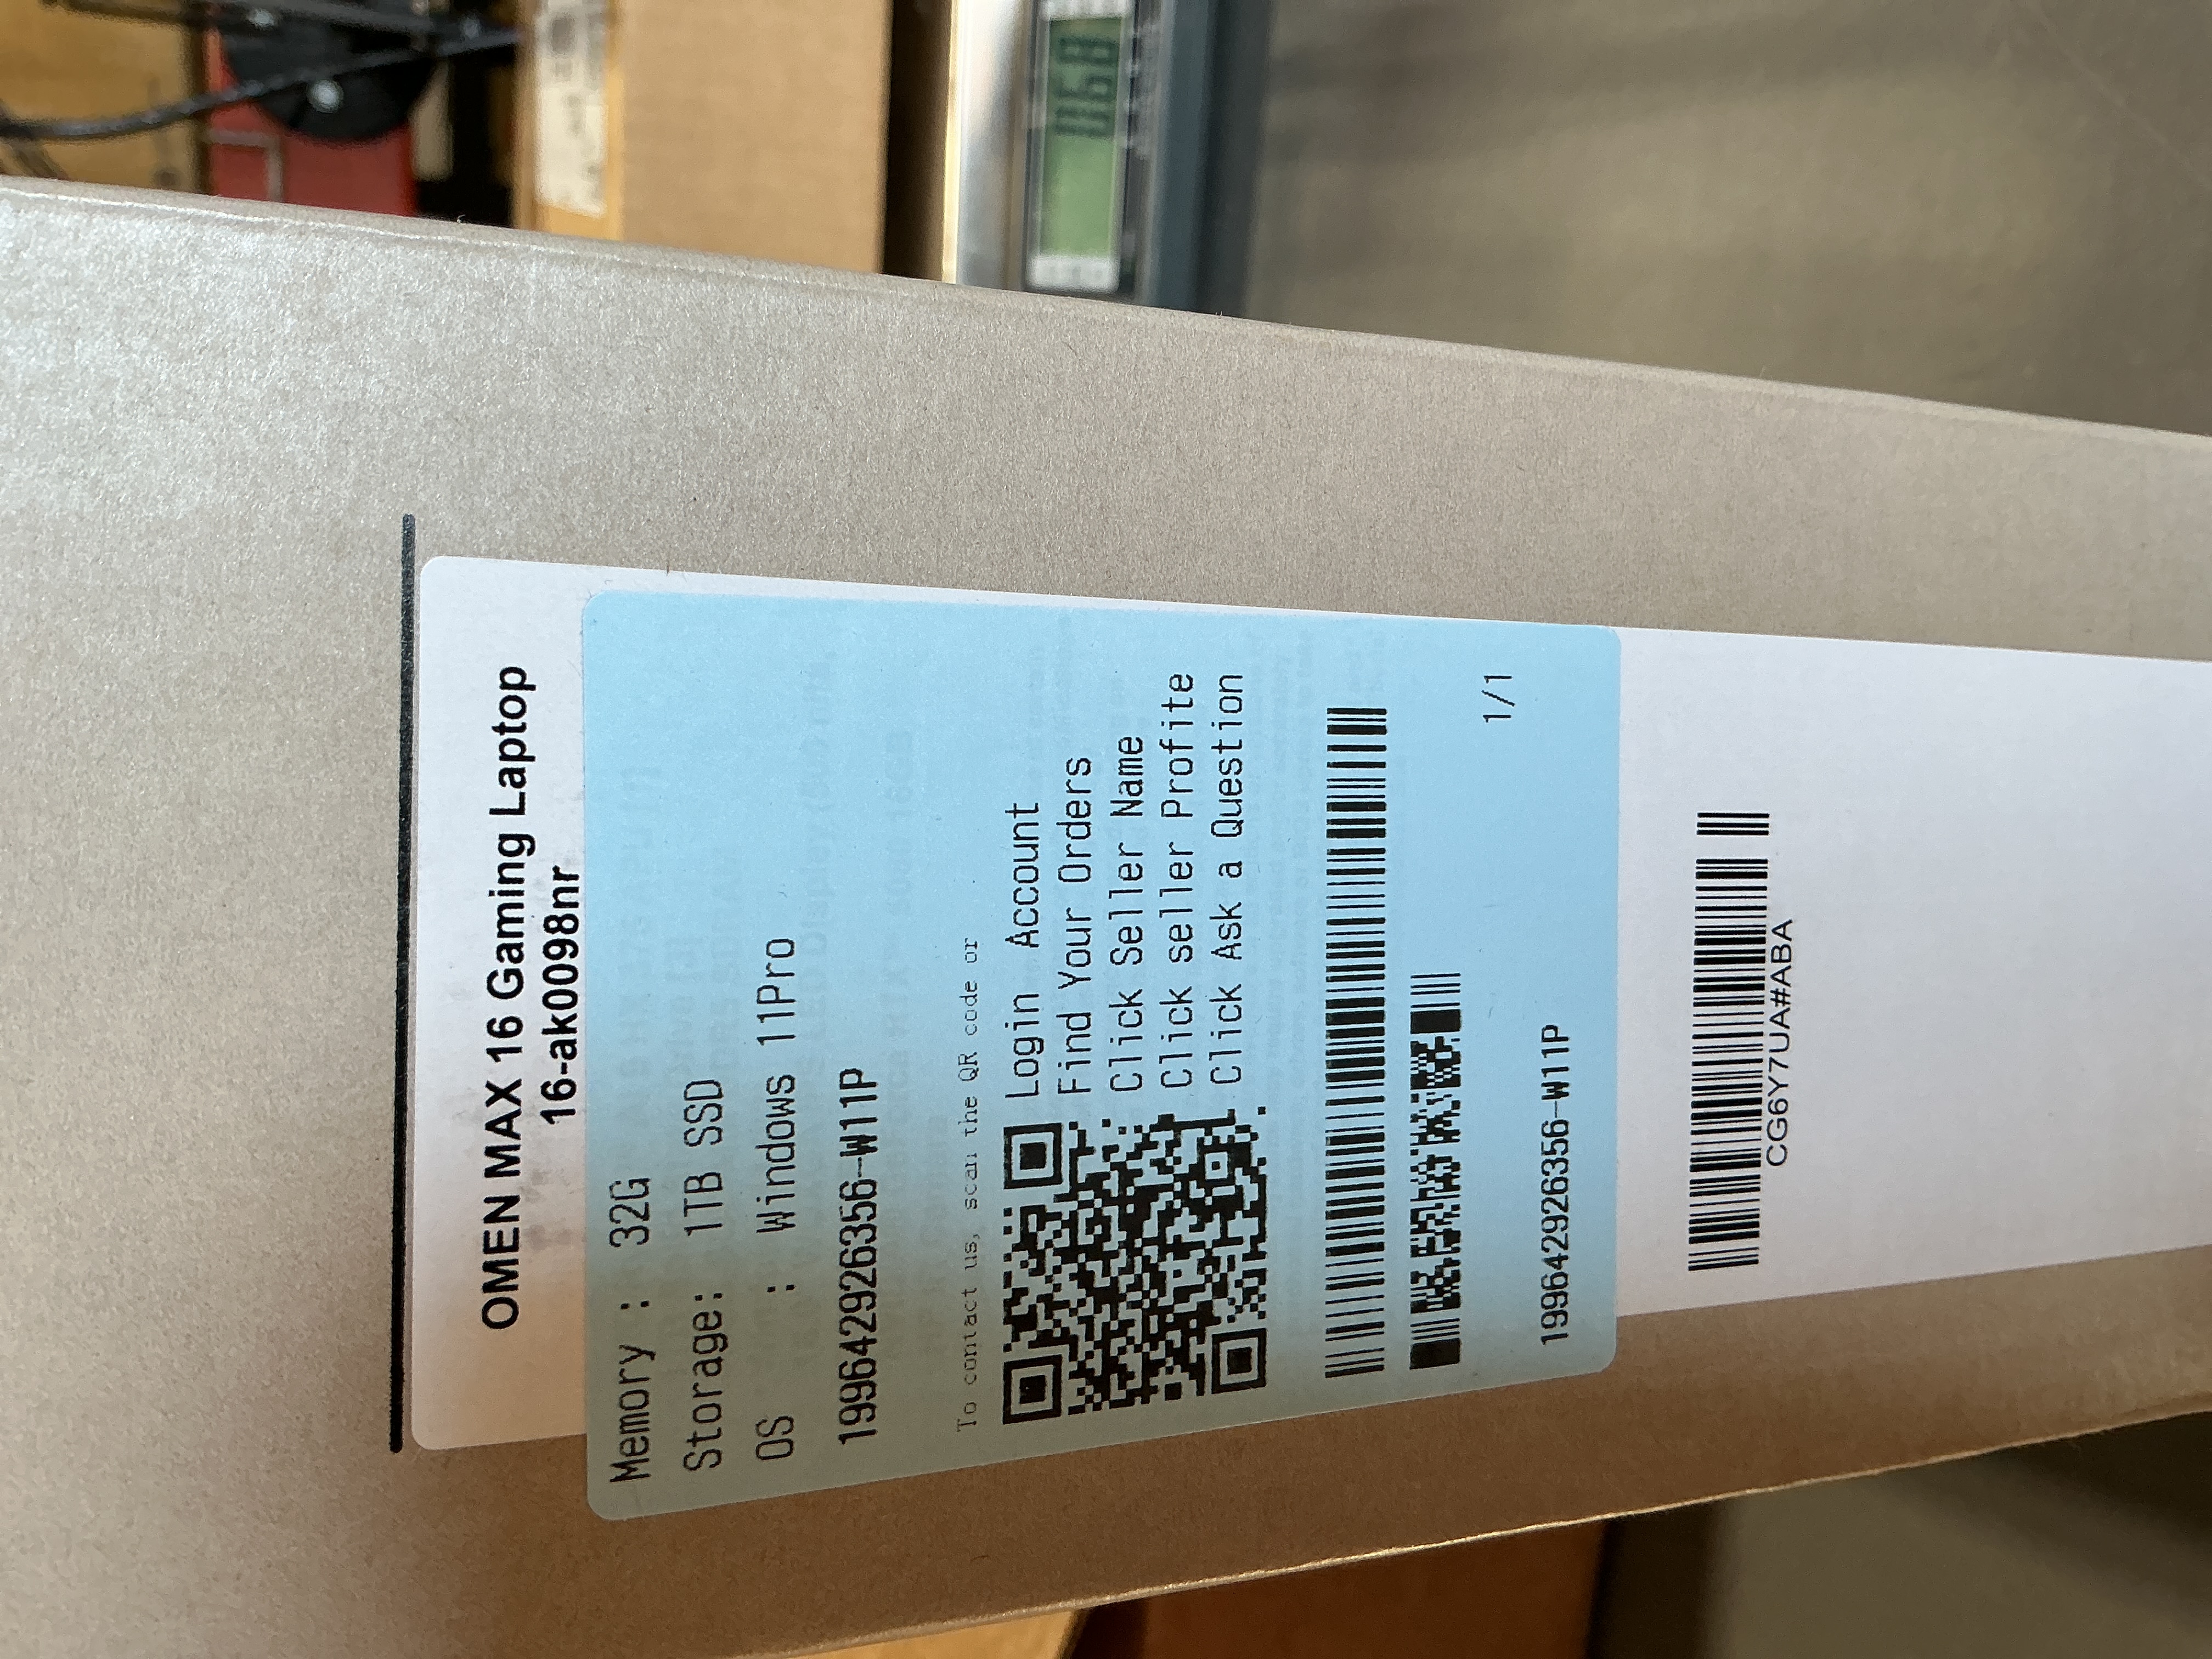 OMEN MAX 16 Gaming Laptop
16-ak0098nr
Memory : 32G
Storage: 1TB SSD
OS : Windows 11Pro
199642926356-W11P
To contact us, scan the QR code or
Login Account
Find Your Orders
Click Seller Name
Click seller Profite
Click Ask a Question
1/1
199642926356-W11P
CG6Y7UA#ABA